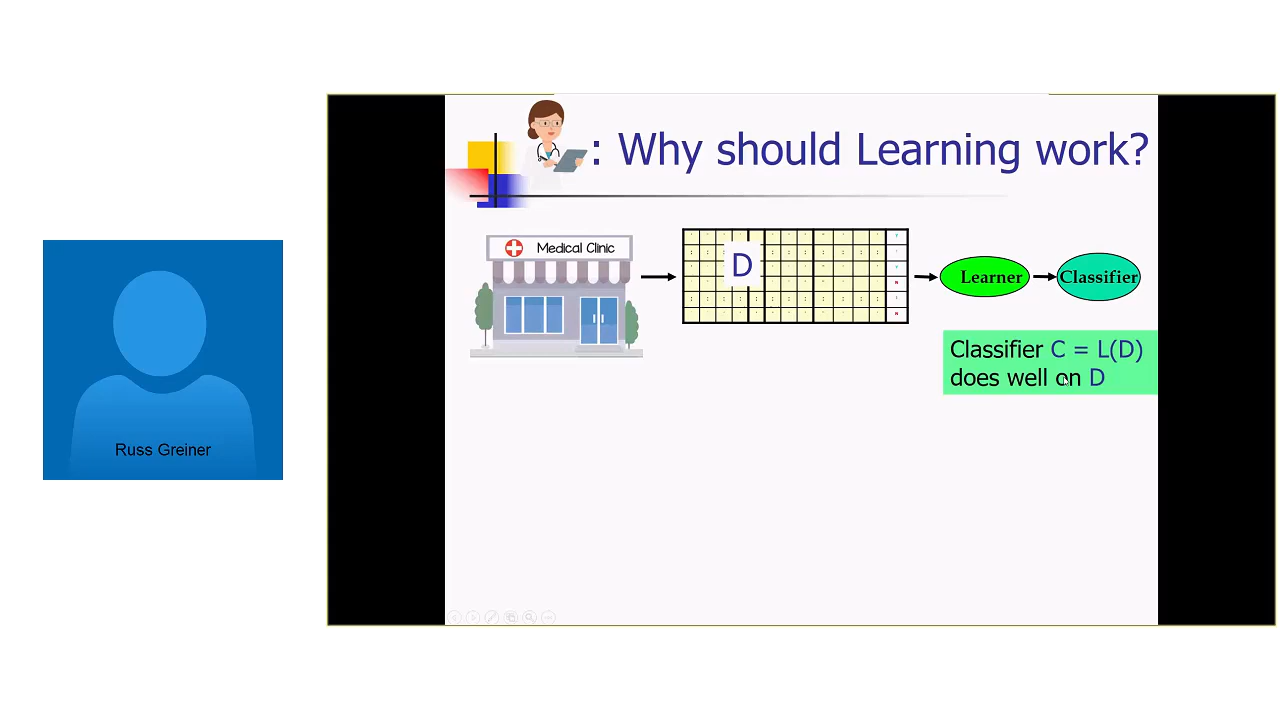 : Why should Learning work?
Medical Clinic
D
Learner
Classifier
Classifier C = L(D)
does well on D
Russ Greiner